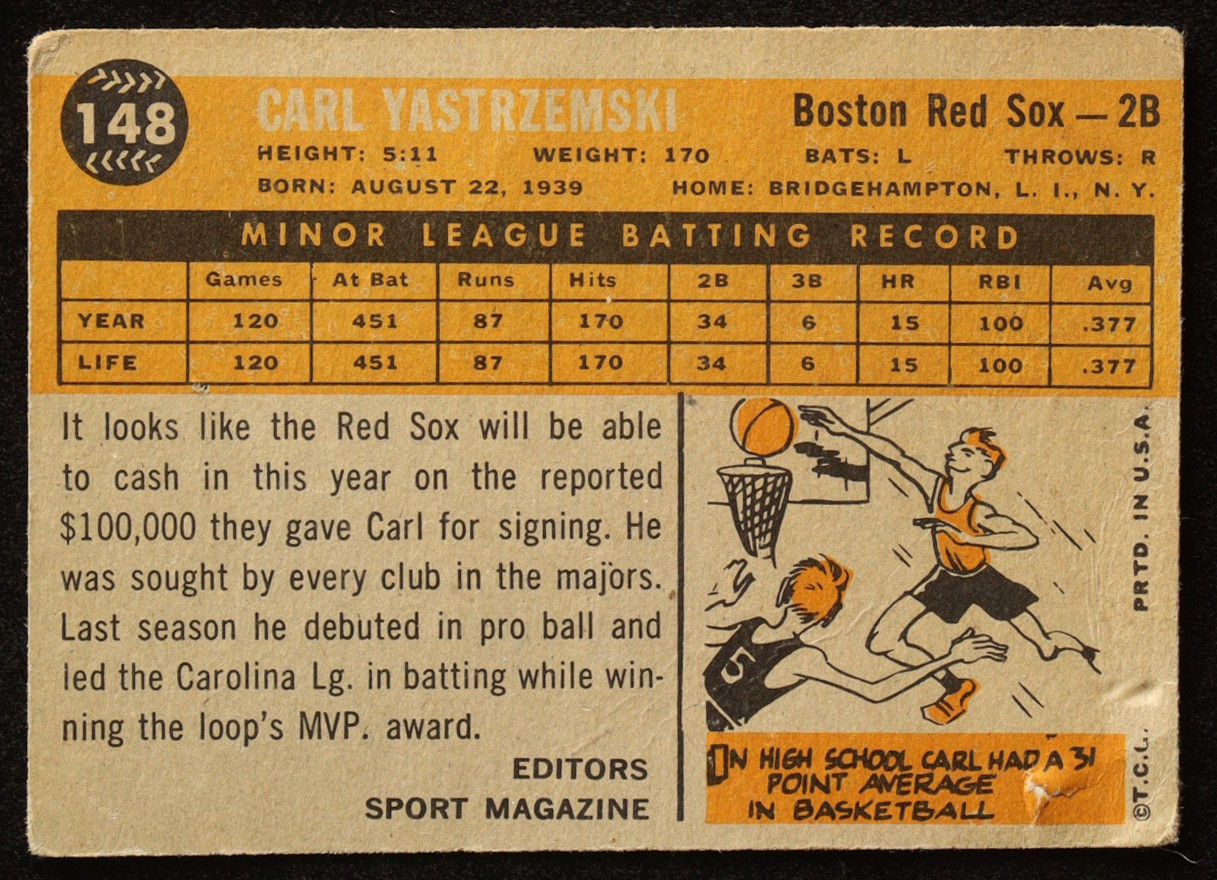 148
CARL YASTRZEMSKI Boston Red Sox — 2B
HEIGHT: 5:11 WEIGHT: 170 BATS: L THROWS: R
BORN: AUGUST 22, 1939 HOME: BRIDGEHAMPTON, L. I., N. Y.
MINOR LEAGUE BATTING RECORD
Games At Bat Runs Hits 2B 3B HR RBI Avg
YEAR 120 451 87 170 34 6 15 100 .377
LIFE 120 451 87 170 34 6 15 100 .377
It looks like the Red Sox will be able
to cash in this year on the reported
$100,000 they gave Carl for signing. He
was sought by every club in the majors.
Last season he debuted in pro ball and
led the Carolina Lg. in batting while win-
ning the loop's MVP. award.
EDITORS
SPORT MAGAZINE
5
IN HIGH SCHOOL CARL HAD A 31
POINT AVERAGE
IN BASKETBALL
©T.C.G. PRTD. IN U.S.A.